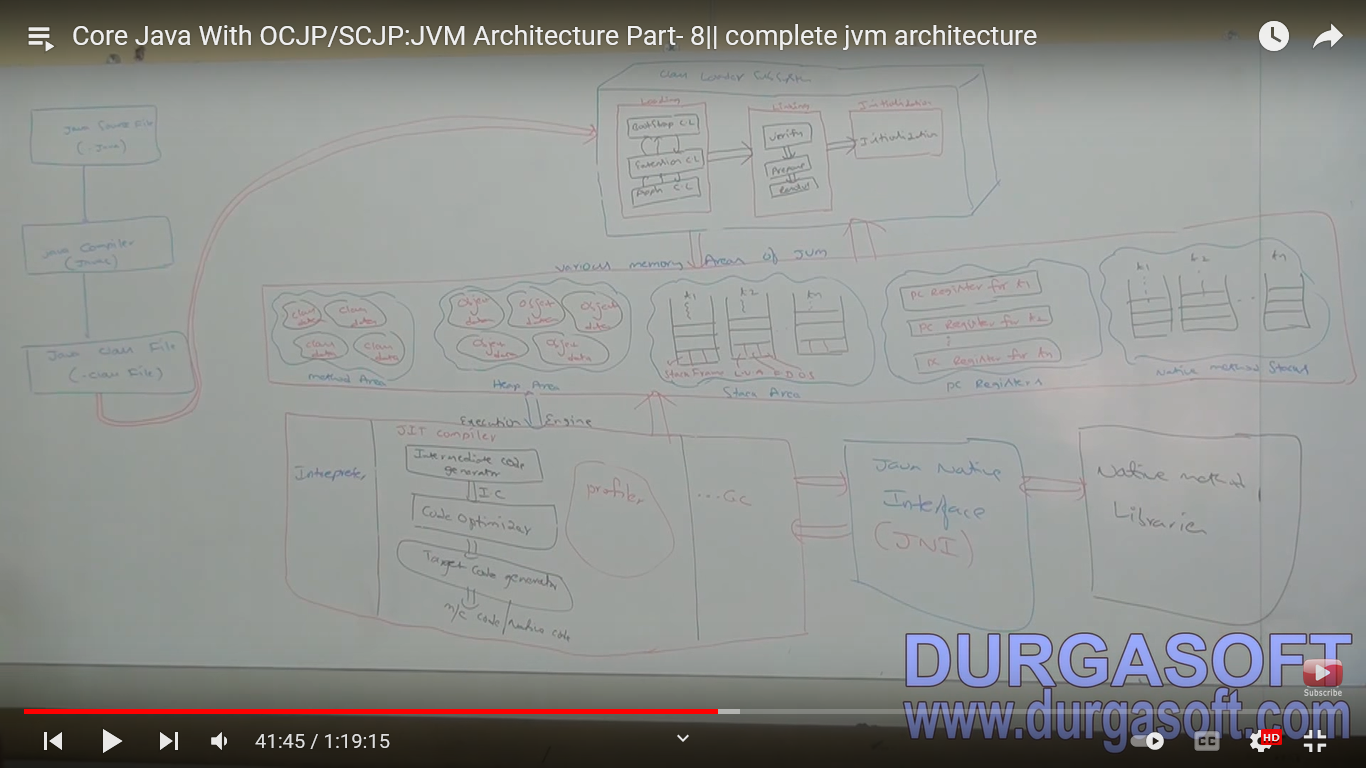 Core Java With OCJP/SCJP:JVM Architecture Part- 8|| complete jvm architecture
Class Loader Subsystem
Loading
Linking
Initialization
Java Source File
(.Java)
BootStrap C.L
Extension C.L
Appln C.L
Verify
Prepare
Initialization
Java Compiler
(Javac)
Various memory Areas of JVM
Java Class File
(.class File)
class data
class data
class data
class data
method Area
Object data
Object data
Object data
Object data
Object data
Heap Area
t1
t2
tn
Stack Frame
LVA
OS
Stack Area
PC Register for t1
PC Register for t2
PC Register for tn
PC Registers
t1
t2
tn
Native method Stacks
Execution Engine
Intrepreter
JIT Compiler
Intermediate code
generator
I C
Code Optimizer
Target Code generator
m/c code/Native code
profiler
...GC
Java Native
Interface
(JNI)
Native method
Libraries
DURGASOFT
www.durgasoft.com
Subscribe
41:45 / 1:19:15
CC
HD